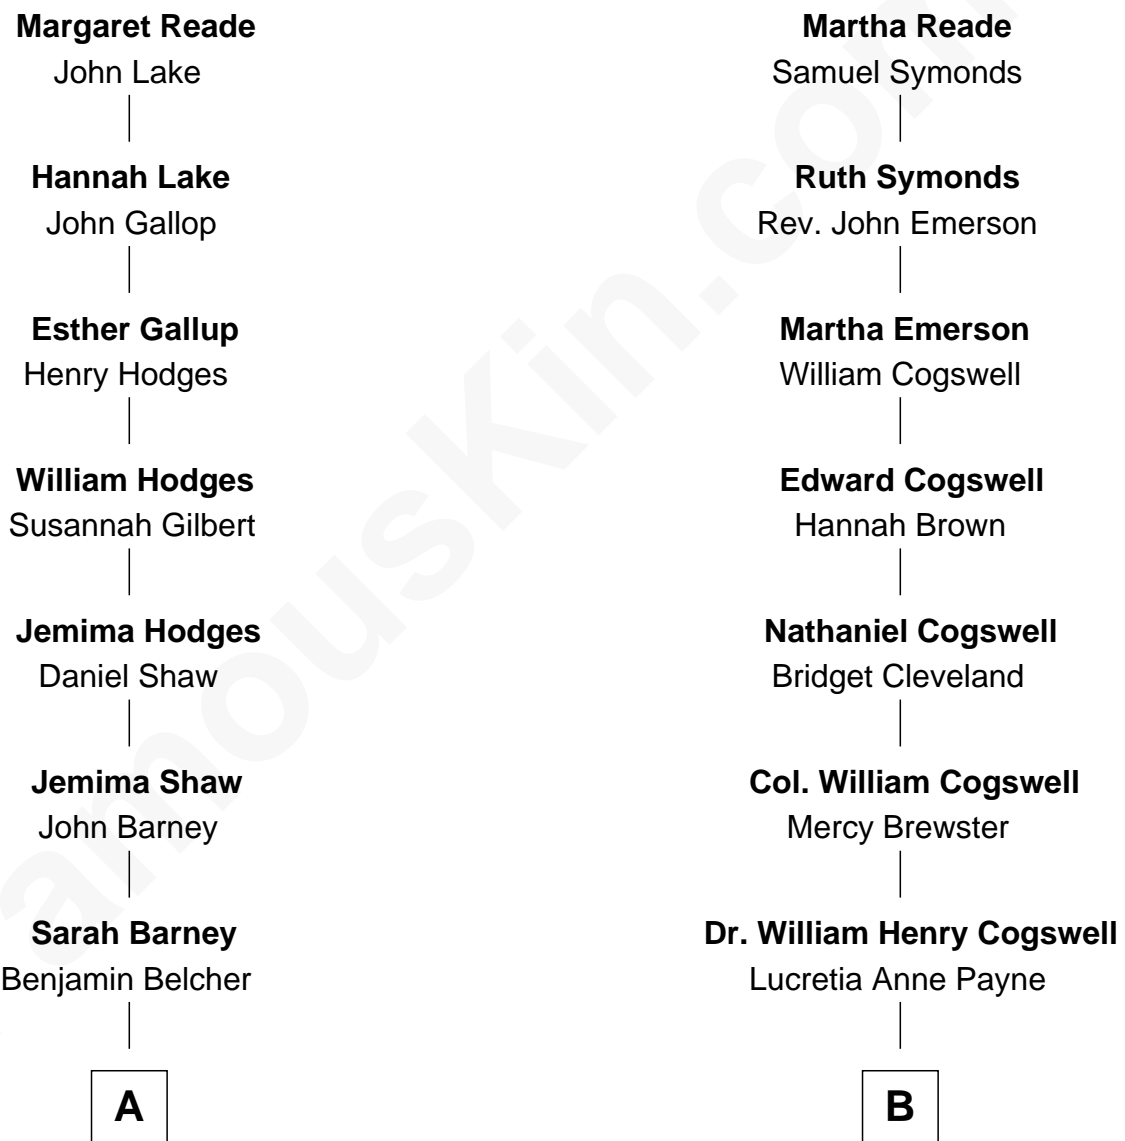 Margaret Reade
John Lake
Hannah Lake
John Gallop
Esther Gallup
Henry Hodges
William Hodges
Susannah Gilbert
Jemima Hodges
Daniel Shaw
Jemima Shaw
John Barney
Sarah Barney
Benjamin Belcher
A
Martha Reade
Samuel Symonds
Ruth Symonds
Rev. John Emerson
Martha Emerson
William Cogswell
Edward Cogswell
Hannah Brown
Nathaniel Cogswell
Bridget Cleveland
Col. William Cogswell
Mercy Brewster
Dr. William Henry Cogswell
Lucretia Anne Payne
B
amouskin.com